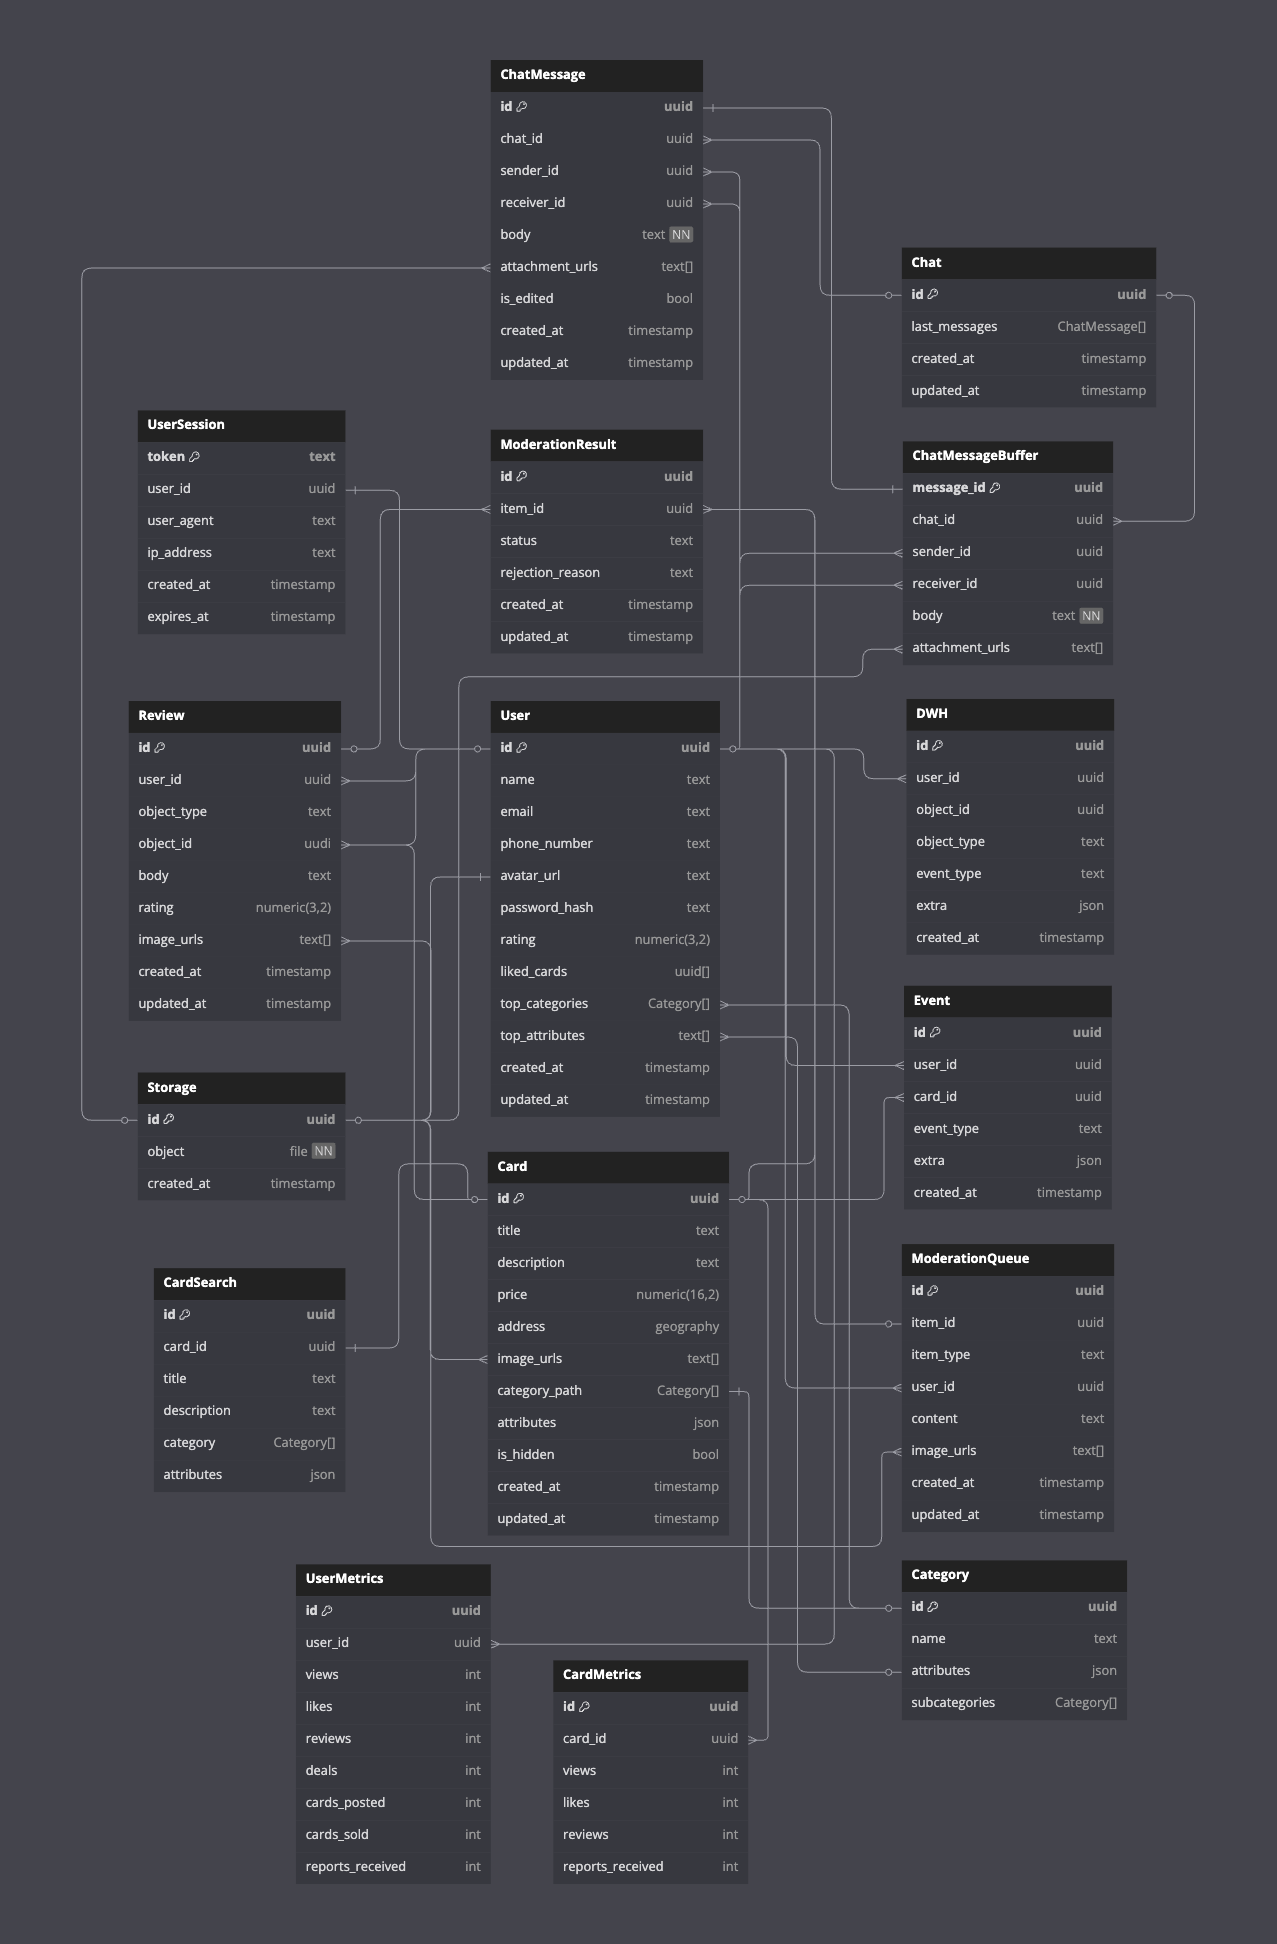 ChatMessage
id uuid
chat_id uuid
sender_id uuid
receiver_id uuid
body text NN
attachment_urls text[]
is_edited bool
created_at timestamp
updated_at timestamp
Chat
id uuid
last_messages ChatMessage[]
created_at timestamp
updated_at timestamp
UserSession
token text
user_id uuid
user_agent text
ip_address text
created_at timestamp
expires_at timestamp
ModerationResult
id uuid
item_id uuid
status text
rejection_reason text
created_at timestamp
updated_at timestamp
ChatMessageBuffer
message_id uuid
chat_id uuid
sender_id uuid
receiver_id uuid
body text NN
attachment_urls text[]
Review
id uuid
user_id uuid
object_type text
object_id uudi
body text
rating numeric(3,2)
image_urls text[]
created_at timestamp
updated_at timestamp
User
id uuid
name text
email text
phone_number text
avatar_url text
password_hash text
rating numeric(3,2)
liked_cards uuid[]
top_categories Category[]
top_attributes text[]
created_at timestamp
updated_at timestamp
DWH
id uuid
user_id uuid
object_id uuid
object_type text
event_type text
extra json
created_at timestamp
Event
id uuid
user_id uuid
card_id uuid
event_type text
extra json
created_at timestamp
Storage
id uuid
object file NN
created_at timestamp
Card
id uuid
title text
description text
price numeric(16,2)
address geography
image_urls text[]
category_path Category[]
attributes json
is_hidden bool
created_at timestamp
updated_at timestamp
ModerationQueue
id uuid
item_id uuid
item_type text
user_id uuid
content text
image_urls text[]
created_at timestamp
updated_at timestamp
CardSearch
id uuid
card_id uuid
title text
description text
category Category[]
attributes json
UserMetrics
id uuid
user_id uuid
views int
likes int
reviews int
deals int
cards_posted int
cards_sold int
reports_received int
CardMetrics
id uuid
card_id uuid
views int
likes int
reviews int
reports_received int
Category
id uuid
name text
attributes json
subcategories Category[]